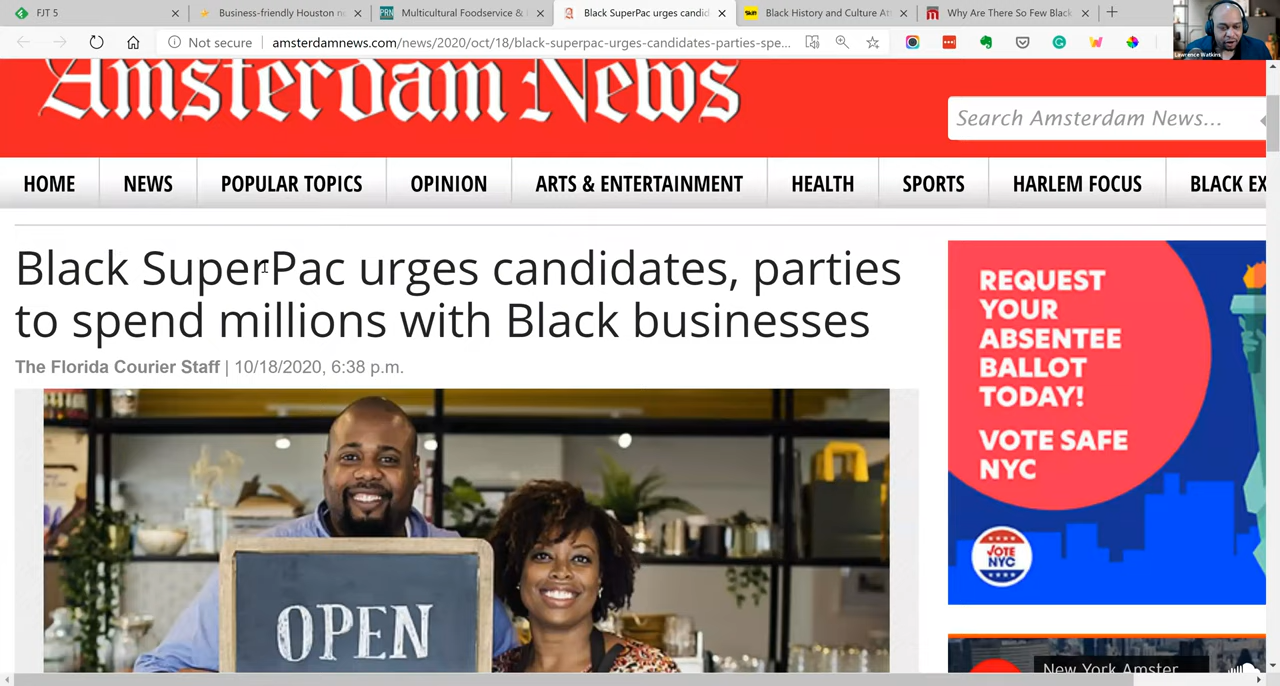 FJT 5
Business-friendly Houston n
Multicultural Foodservice &
Black SuperPac urges candid
Black History and Culture At
Why Are There So Few Black
Not secure
amsterdamnews.com/news/2020/oct/18/black-superpac-urges-candidates-parties-spe...
Lawrence Watkins
Amsterdam News
Search Amsterdam News...
HOME NEWS POPULAR TOPICS OPINION ARTS & ENTERTAINMENT HEALTH SPORTS HARLEM FOCUS BLACK EX
Black SuperPac urges candidates, parties
to spend millions with Black businesses
The Florida Courier Staff | 10/18/2020, 6:38 p.m.
OPEN
REQUEST
YOUR
ABSENTEE
BALLOT
TODAY!
VOTE SAFE
NYC
VOTE
NYC
New York Amster